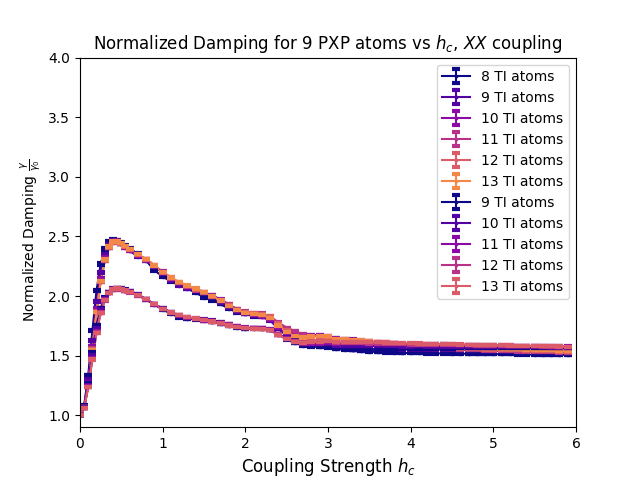 Normalized Damping for 9 PXP atoms vs h_c, XX coupling
Normalized Damping γ/γ₀
4.0
3.5
3.0
2.5
2.0
1.5
1.0
8 TI atoms
9 TI atoms
10 TI atoms
11 TI atoms
12 TI atoms
13 TI atoms
9 TI atoms
10 TI atoms
11 TI atoms
12 TI atoms
13 TI atoms
0 1 2 3 4 5 6
Coupling Strength h_c